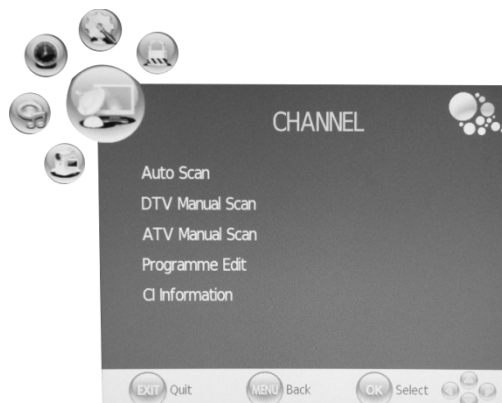 CHANNEL
Auto Scan
DTV Manual Scan
ATV Manual Scan
Programme Edit
CI Information
EXIT Quit MENU Back OK Select